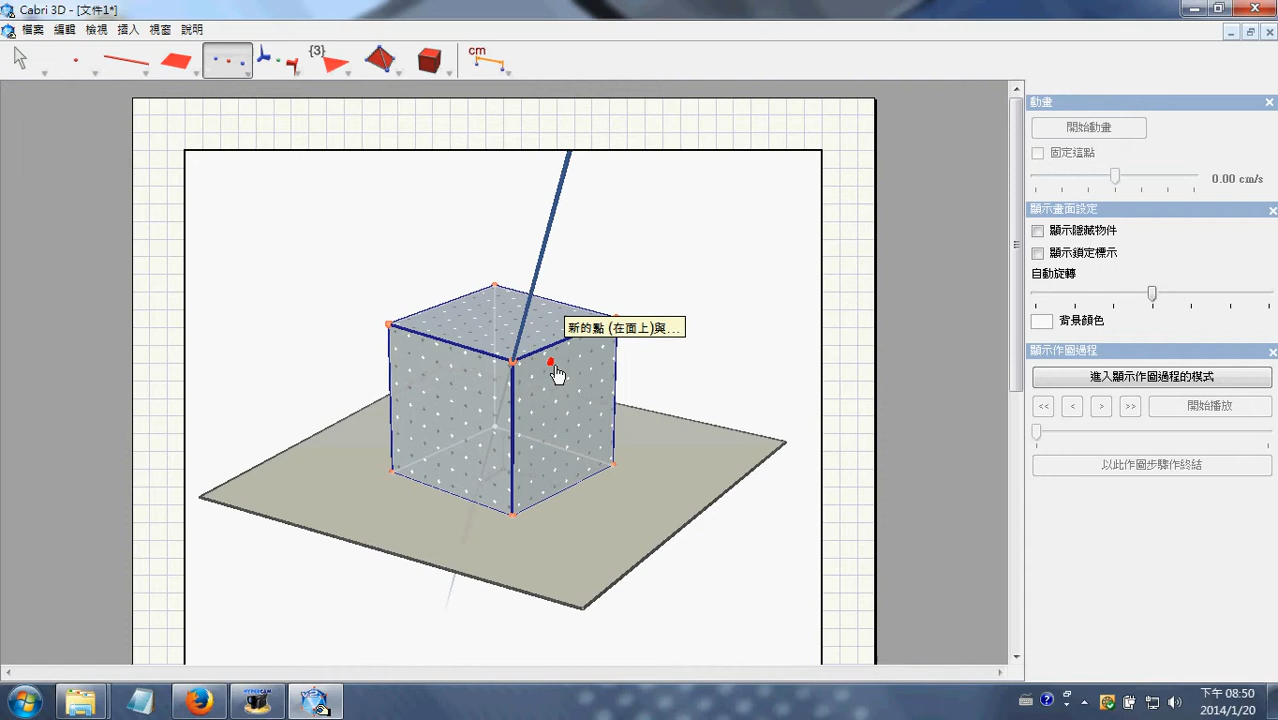 Cabri 3D - [文件1*]
檔案 編輯 檢視 插入 視窗 說明
{3}
cm
新的點 (在面上)與...
動畫
開始動畫
固定這點
0.00 cm/s
顯示畫面設定
顯示隱藏物件
顯示鎖定標示
自動旋轉
背景顏色
顯示作圖過程
進入顯示作圖過程的模式
<< < > >> 開始播放
以此作圖步驟作終結
HYPERCAM
下午 08:50
2014/1/20